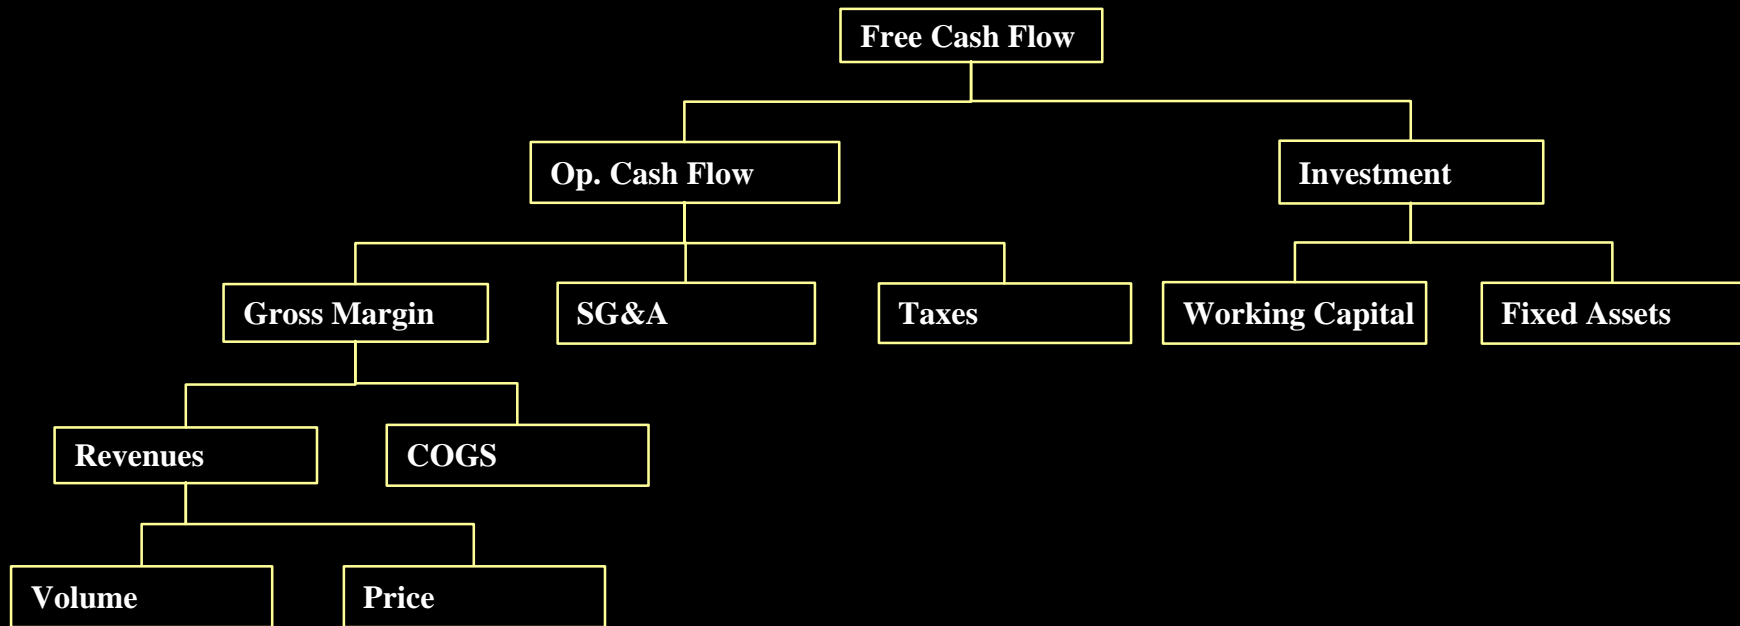 Free Cash Flow
Op. Cash Flow
Investment
Gross Margin
SG&A
Taxes
Working Capital
Fixed Assets
Revenues
COGS
Volume
Price